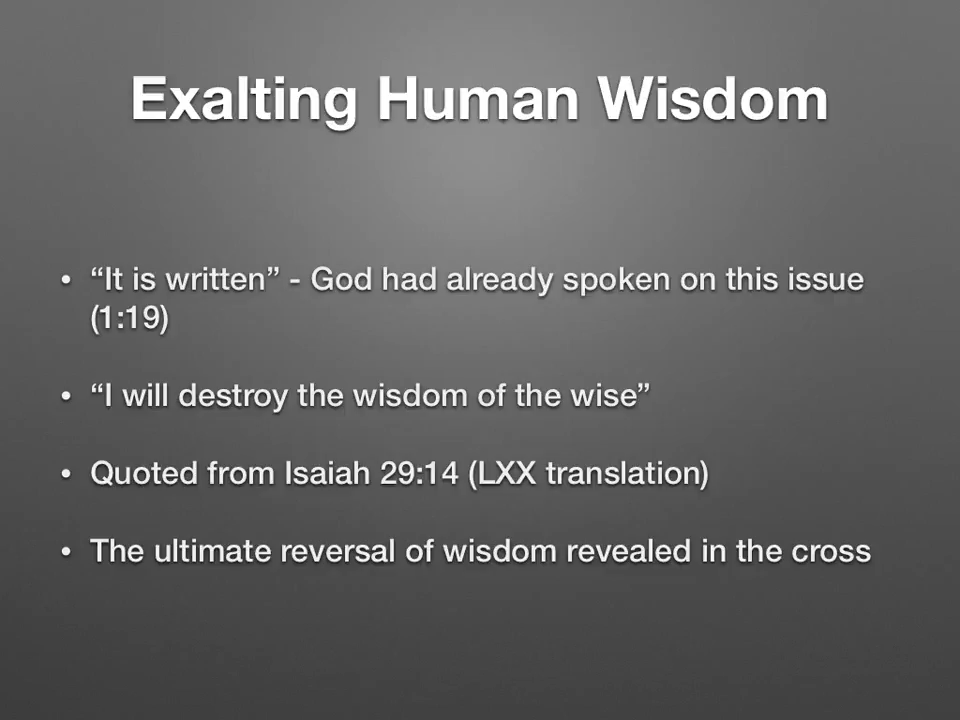 Exalting Human Wisdom
• “It is written” - God had already spoken on this issue
(1:19)
• “I will destroy the wisdom of the wise”
• Quoted from Isaiah 29:14 (LXX translation)
• The ultimate reversal of wisdom revealed in the cross